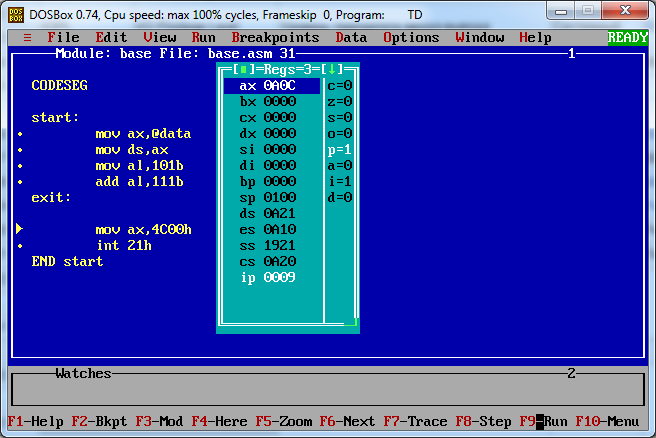 DOSBox 0.74, Cpu speed: max 100% cycles, Frameskip 0, Program: TD
≡ File Edit View Run Breakpoints Data Options Window Help READY
Module: base File: base.asm 31 1
CODESEG
start:
mov ax,@data
mov ds,ax
mov al,101b
add al,111b
exit:
mov ax,4C00h
int 21h
END start
[■]=Regs=3=[↓]
ax 0A0C c=0
bx 0000 z=0
cx 0000 s=0
dx 0000 o=0
si 0000 p=1
di 0000 a=0
bp 0000 i=1
sp 0100 d=0
ds 0A21
es 0A10
ss 1921
cs 0A20
ip 0009
Watches 2
F1-Help F2-Bkpt F3-Mod F4-Here F5-Zoom F6-Next F7-Trace F8-Step F9-Run F10-Menu